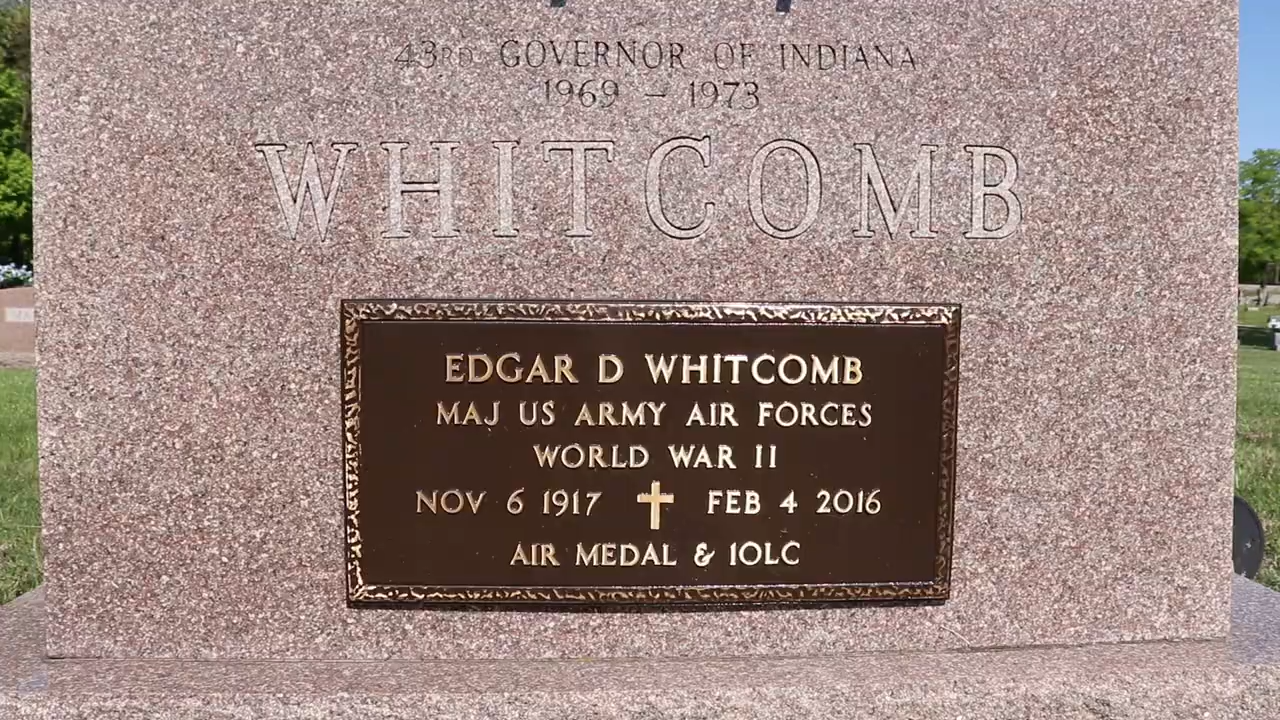 43RD GOVERNOR OF INDIANA
1969 – 1973
WHITCOMB
EDGAR D WHITCOMB
MAJ US ARMY AIR FORCES
WORLD WAR II
NOV 6 1917 FEB 4 2016
AIR MEDAL & 1OLC